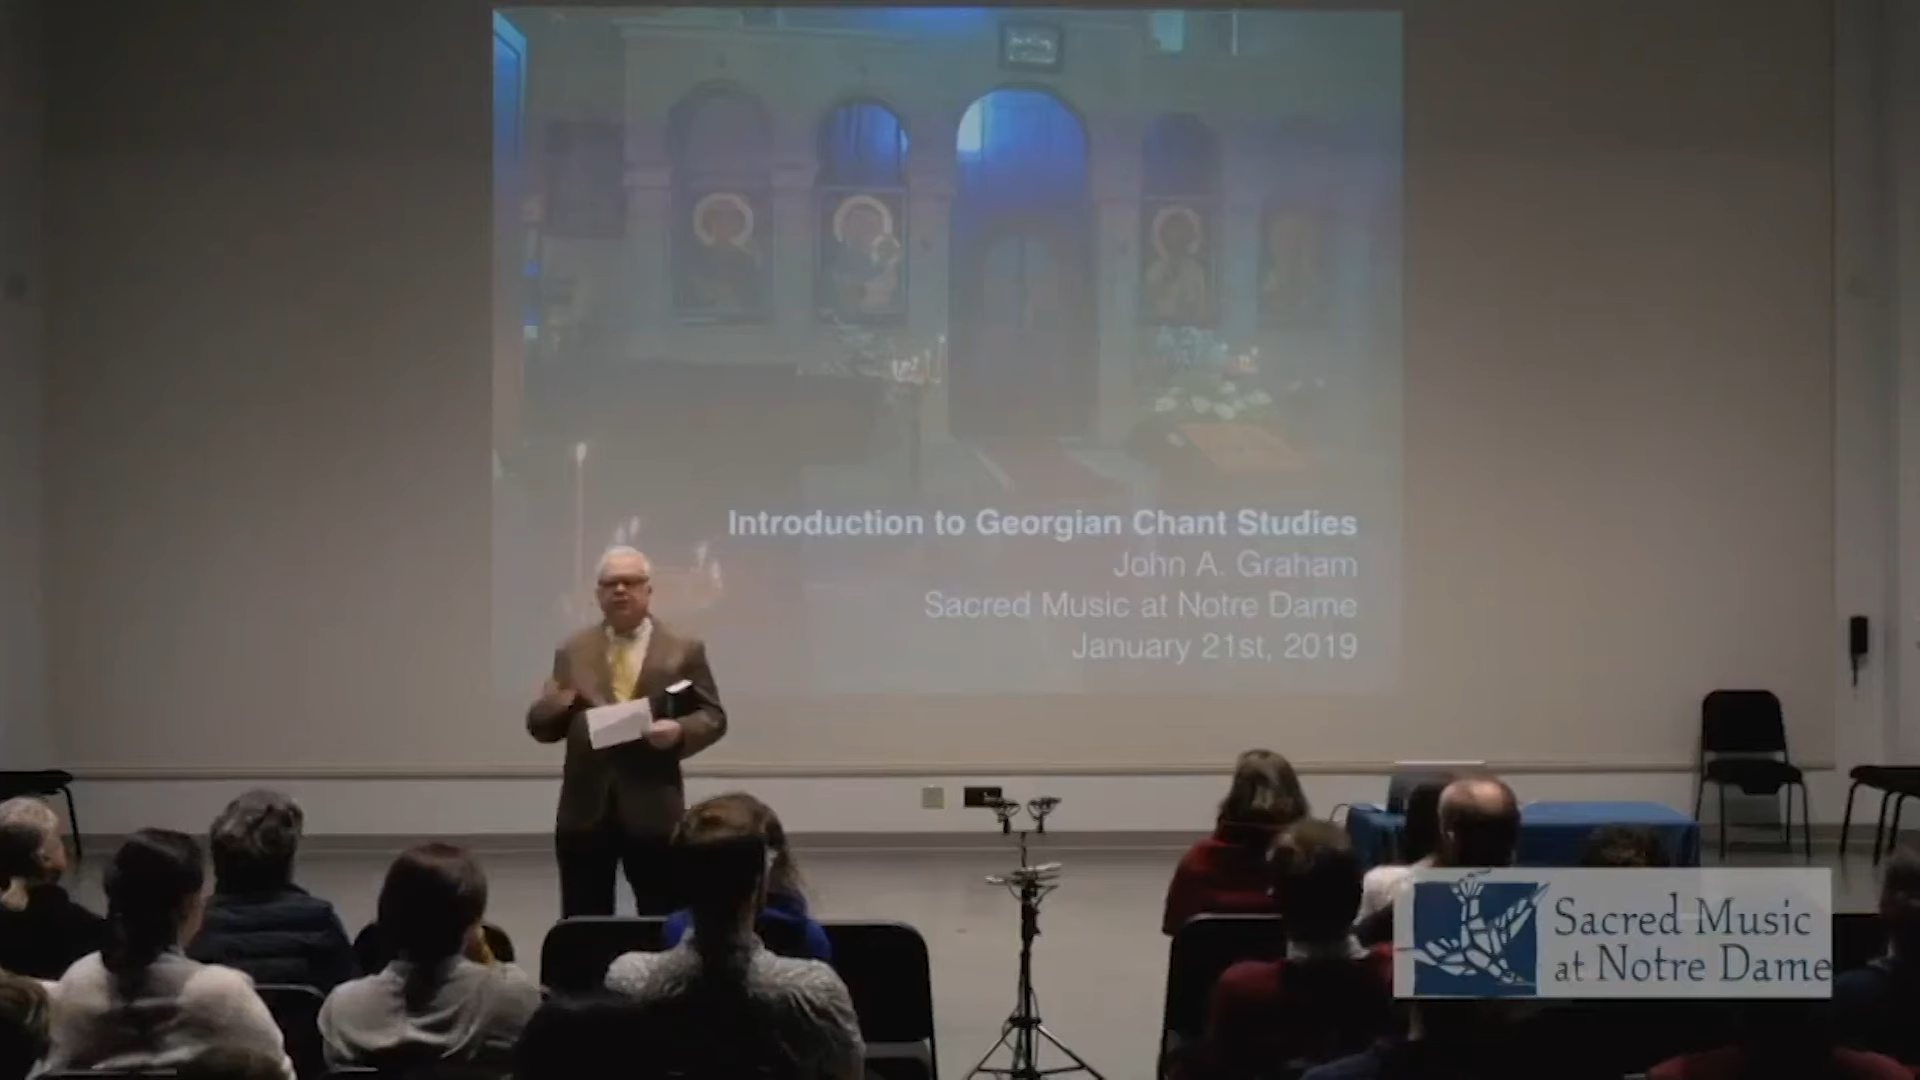 Introduction to Georgian Chant Studies
John A. Graham
Sacred Music at Notre Dame
January 21st, 2019
Sacred Music
at Notre Dame